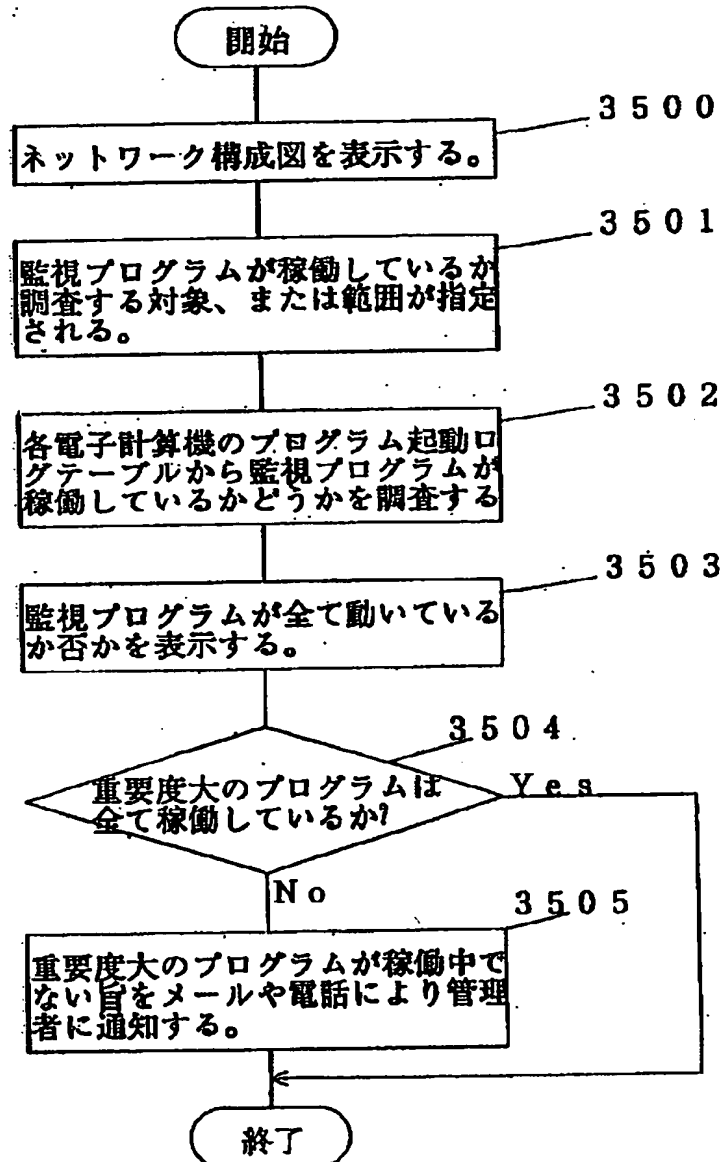 開始
3500
ネットワーク構成図を表示する。
3501
監視プログラムが稼働しているか
調査する対象、または範囲が指定
される。
3502
各電子計算機のプログラム起動ロ
グテーブルから監視プログラムが
稼働しているかどうかを調査する
3503
監視プログラムが全て動いている
か否かを表示する。
3504
重要度大のプログラムは
全て稼働しているか?
Yes
No
3505
重要度大のプログラムが稼働中で
ない旨をメールや電話により管理
者に通知する。
終了